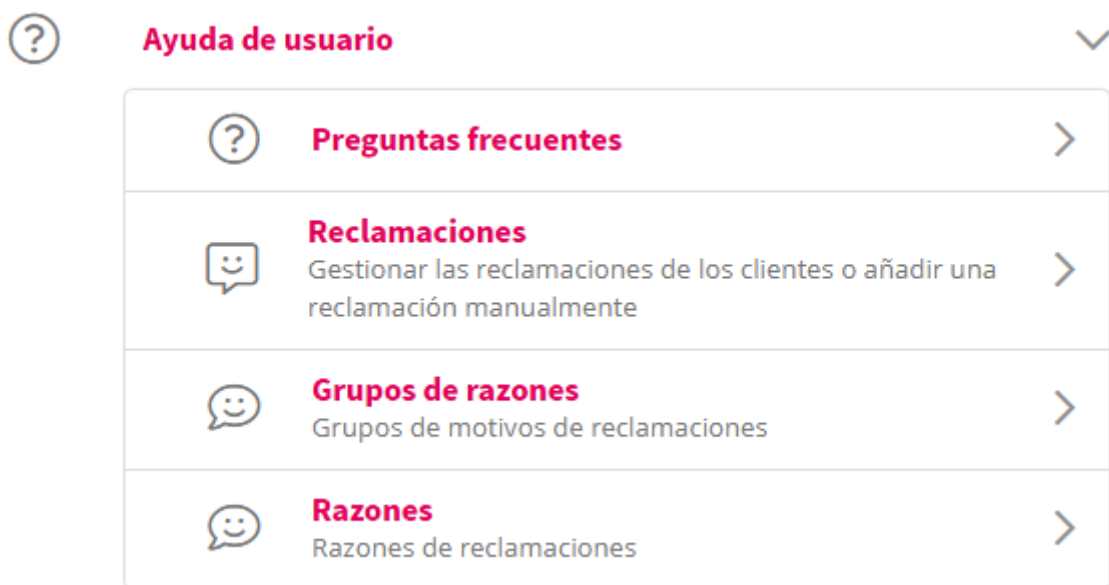 Ayuda de usuario
Preguntas frecuentes
Reclamaciones
Gestionar las reclamaciones de los clientes o añadir una
reclamación manualmente
Grupos de razones
Grupos de motivos de reclamaciones
Razones
Razones de reclamaciones